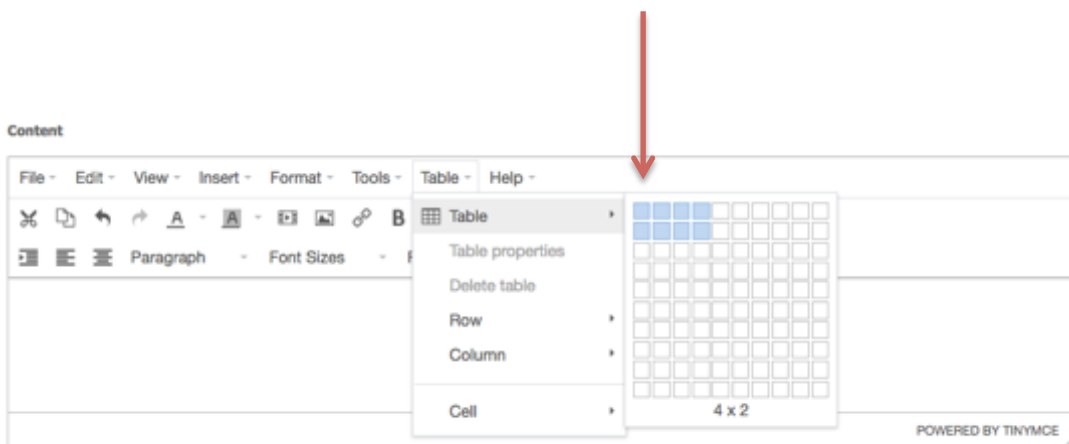 Content
File Edit View Insert Format Tools Table Help
A A B Table
Table properties
Paragraph Font Sizes F
Delete table
Row
Column
Cell
4 x 2
POWERED BY TINYMCE